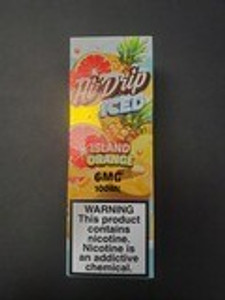 Hi-Drip
ICED
ISLAND
ORANGE
6MG
100ML
WARNING
This product
contains
nicotine.
Nicotine is
an addictive
chemical.